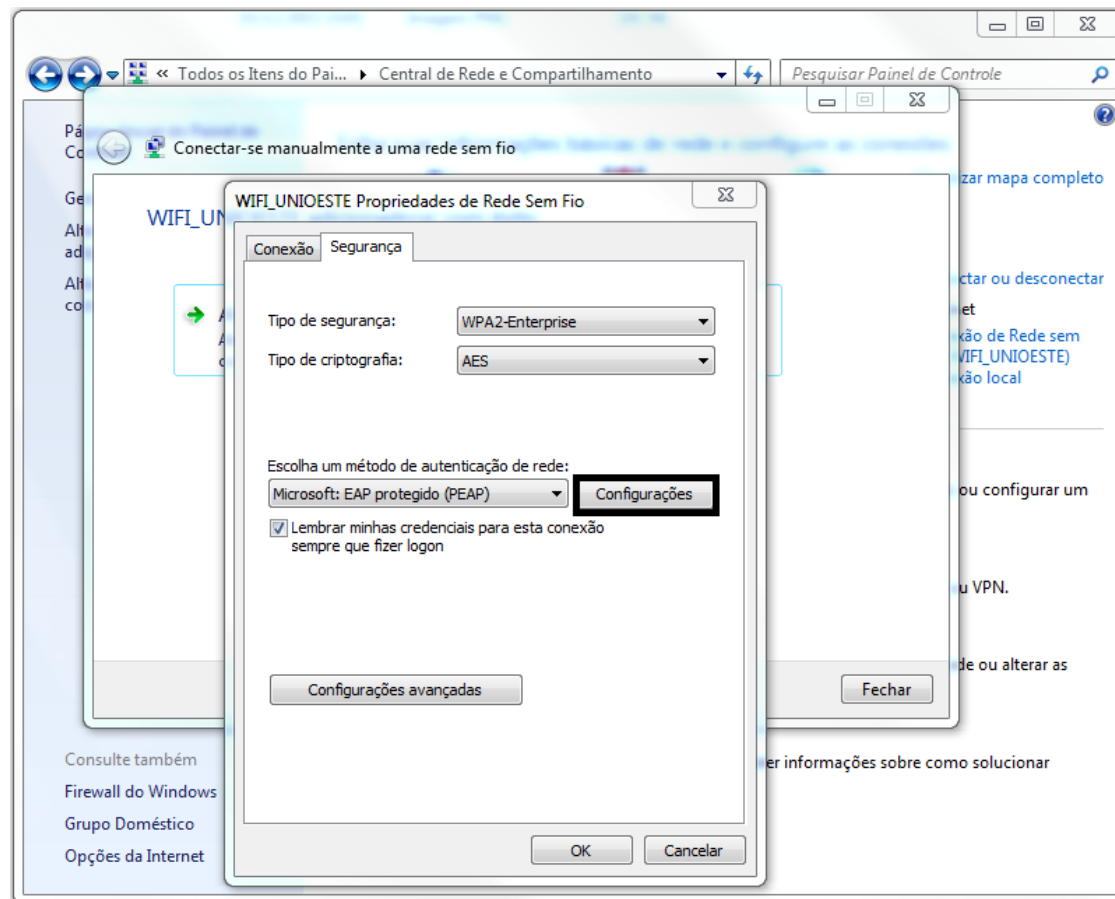 « Todos os Itens do Pai... Central de Rede e Compartilhamento
Pesquisar Painel de Controle
Conectar-se manualmente a uma rede sem fio
zar mapa completo
WIFI_UNIOESTE Propriedades de Rede Sem Fio
Conexão Segurança
ctar ou desconectar
Tipo de segurança: WPA2-Enterprise
et
xão de Rede sem
WIFI_UNIOESTE)
Tipo de criptografia: AES
xão local
Escolha um método de autenticação de rede:
Microsoft: EAP protegido (PEAP) Configurações
ou configurar um
Lembrar minhas credenciais para esta conexão
sempre que fizer logon
u VPN.
de ou alterar as
Configurações avançadas
Fechar
Consulte também
er informações sobre como solucionar
Firewall do Windows
Grupo Doméstico
Opções da Internet
OK Cancelar